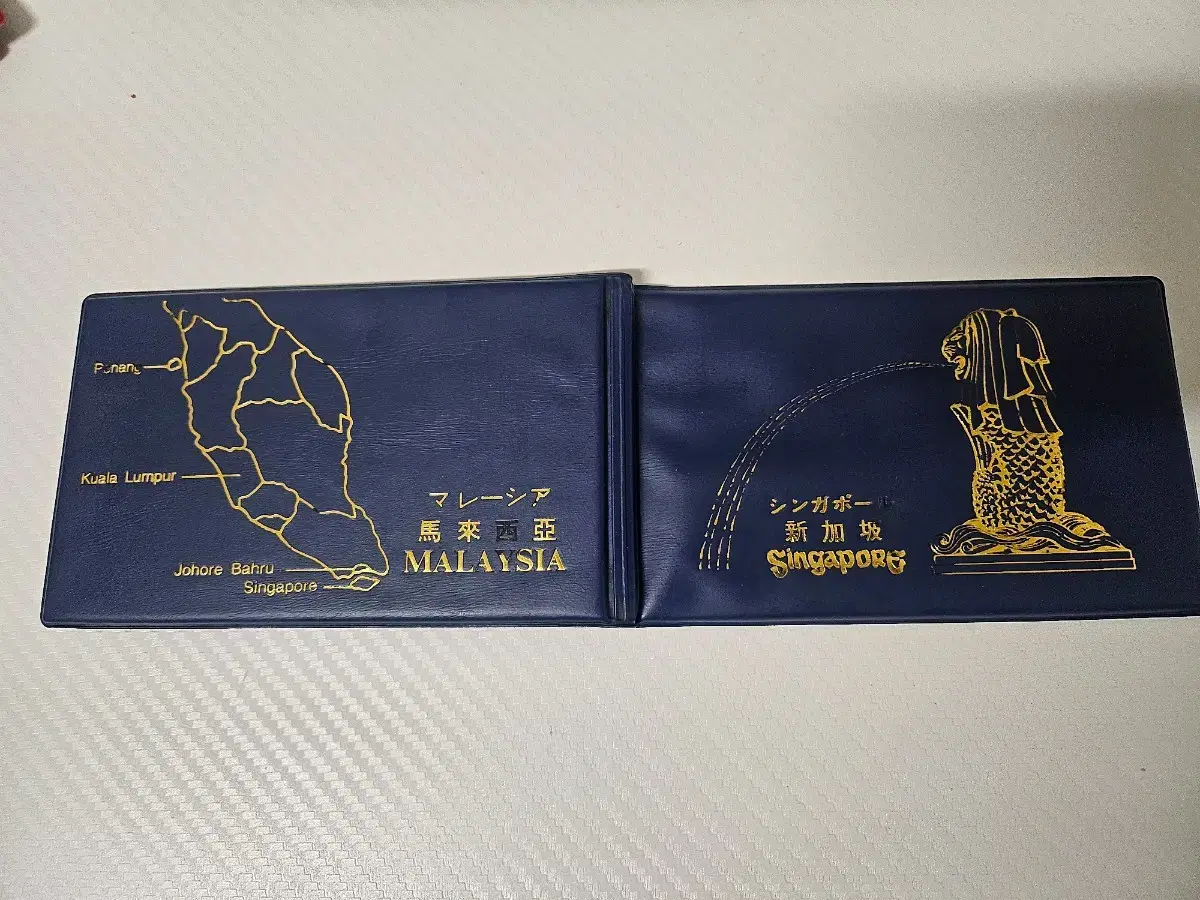 Penang
Kuala Lumpur
Johore Bahru
Singapore
マレーシア
馬來西亞
MALAYSIA
シンガポール
新加坡
Singapore